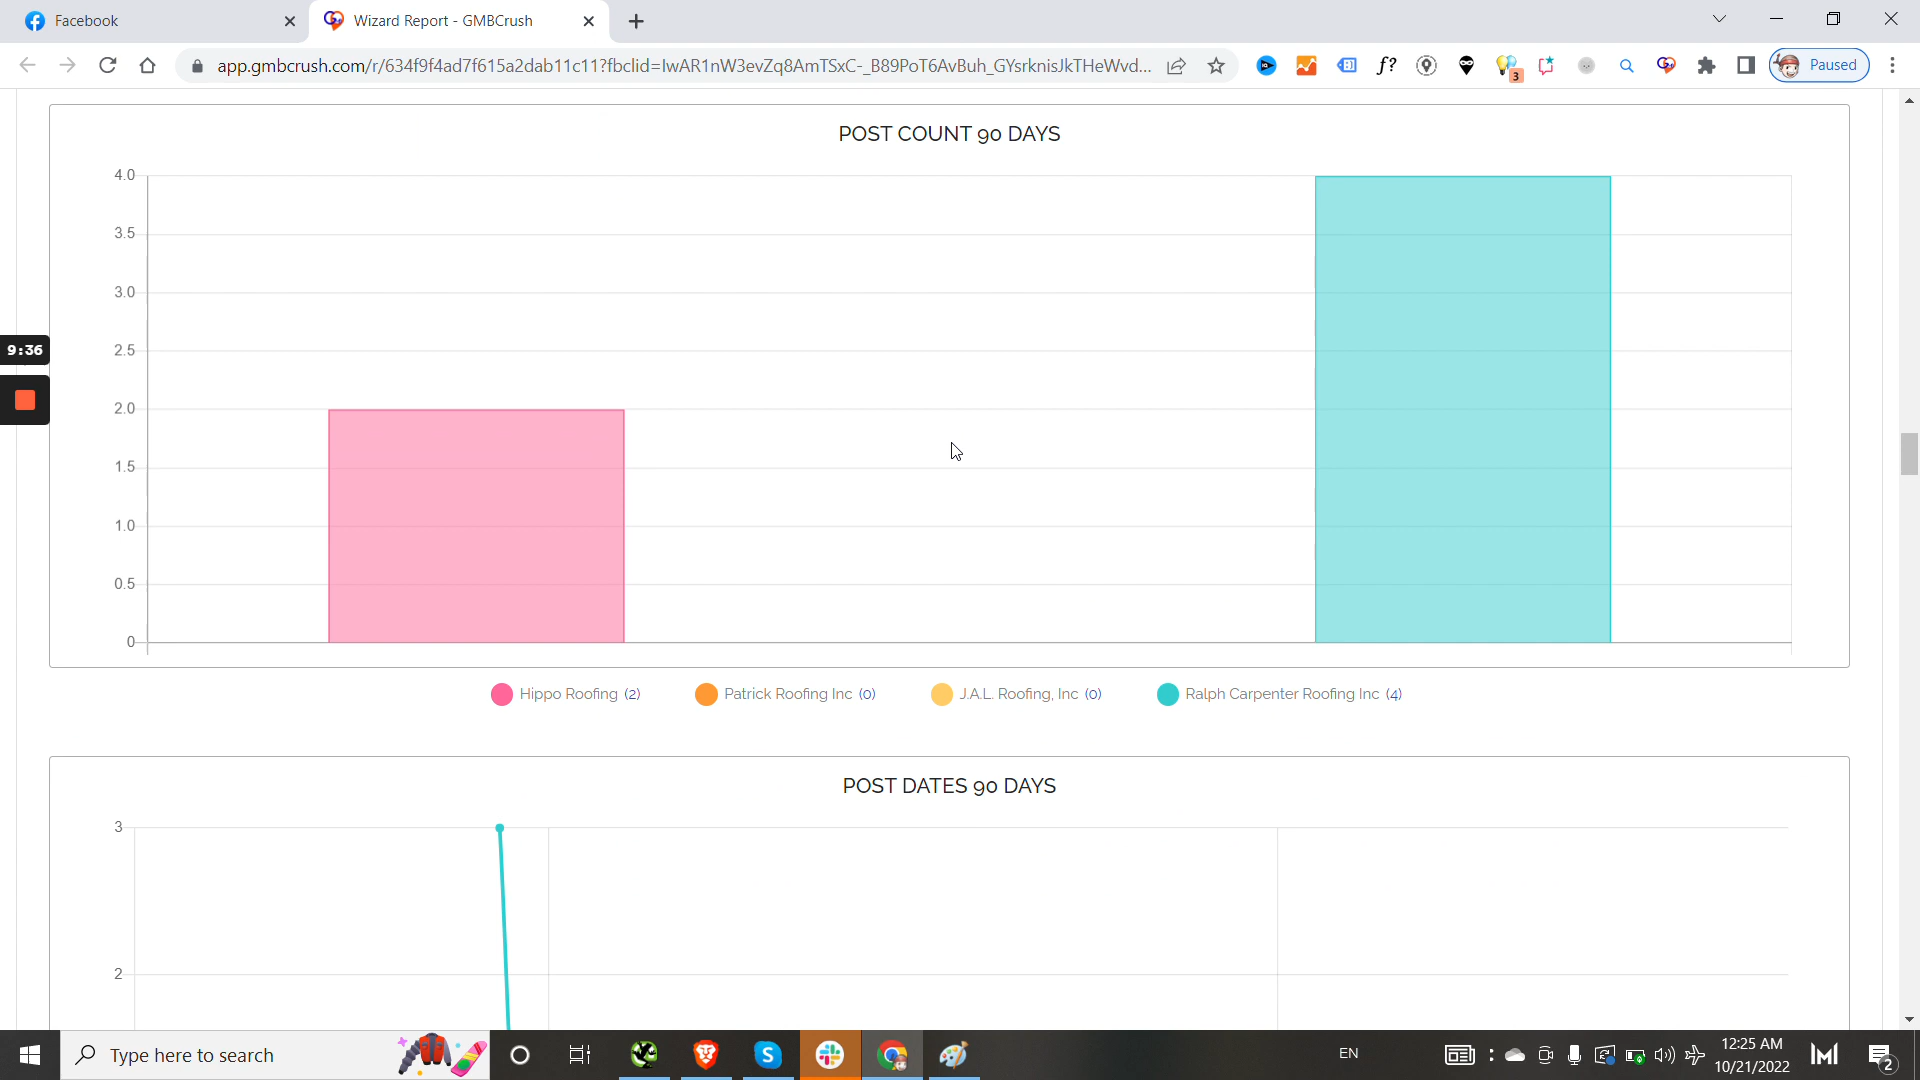 Facebook
Wizard Report - GMBCrush
app.gmbcrush.com/r/634f9f4ad7f615a2dab11c11?fbclid=IwAR1nW3evZq8AmTSxC-_B89PoT6AvBuh_GYsrknisJkTHeWvd...
f?
3
Paused
POST COUNT 90 DAYS
4.0
3.5
3.0
2.5
2.0
1.5
1.0
0.5
0
9:36
Hippo Roofing (2)
Patrick Roofing Inc (0)
J.A.L. Roofing, Inc (0)
Ralph Carpenter Roofing Inc (4)
POST DATES 90 DAYS
3
2
Type here to search
EN
12:25 AM
10/21/2022
2